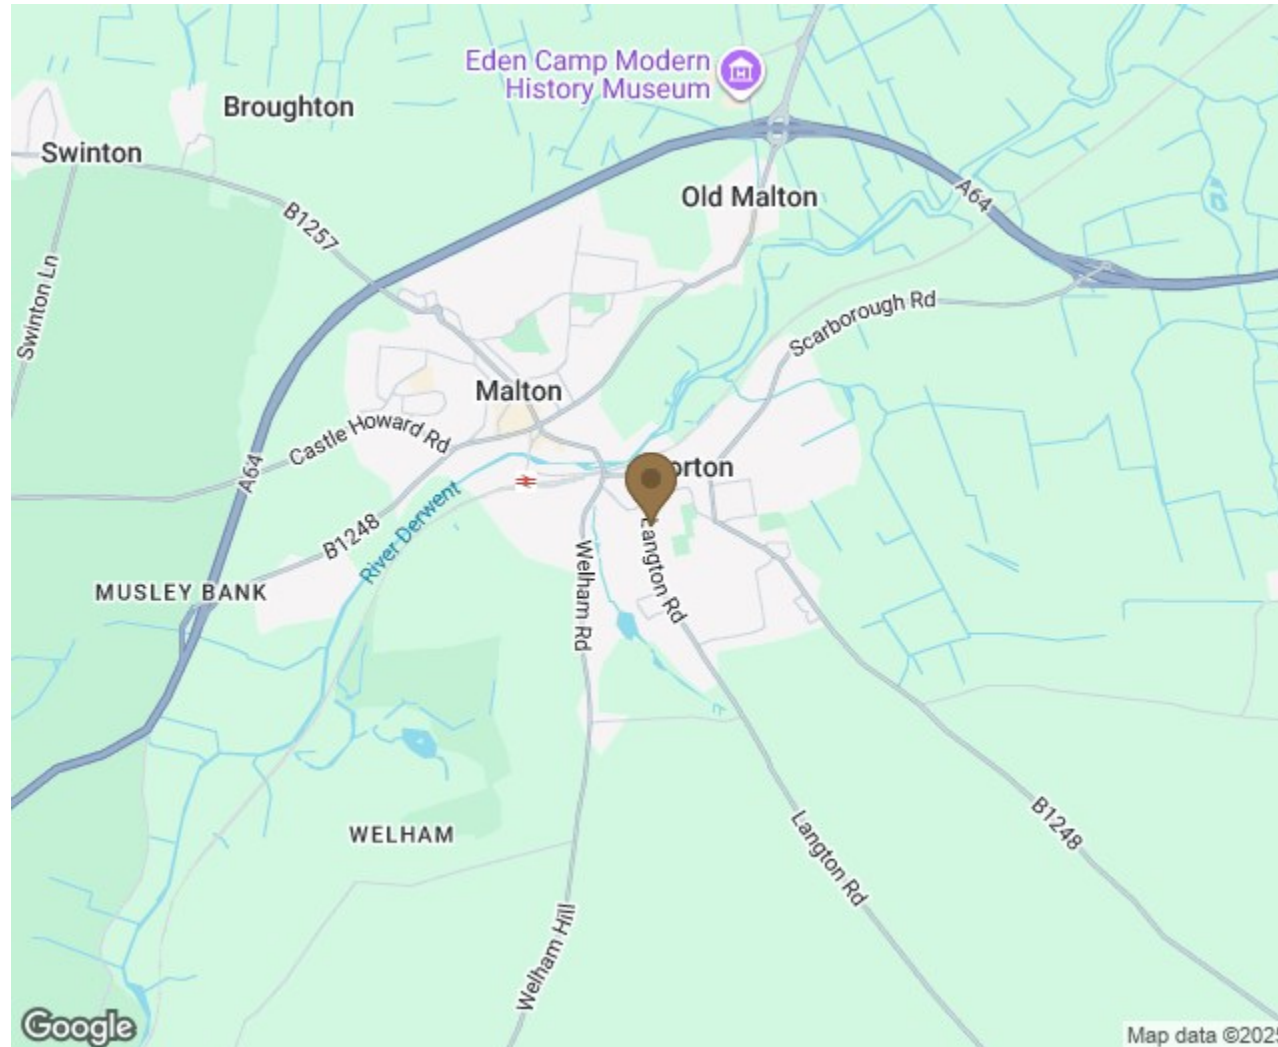 Eden Camp Modern
History Museum
Broughton
Swinton
Old Malton
A64
B1257
Swinton Ln
Scarborough Rd
Malton
Castle Howard Rd
A64
orton
B1248
River Derwent
Langton Rd
Welham Rd
MUSLEY BANK
WELHAM
Langton Rd
B1248
Welham Hill
Google
Map data ©2025